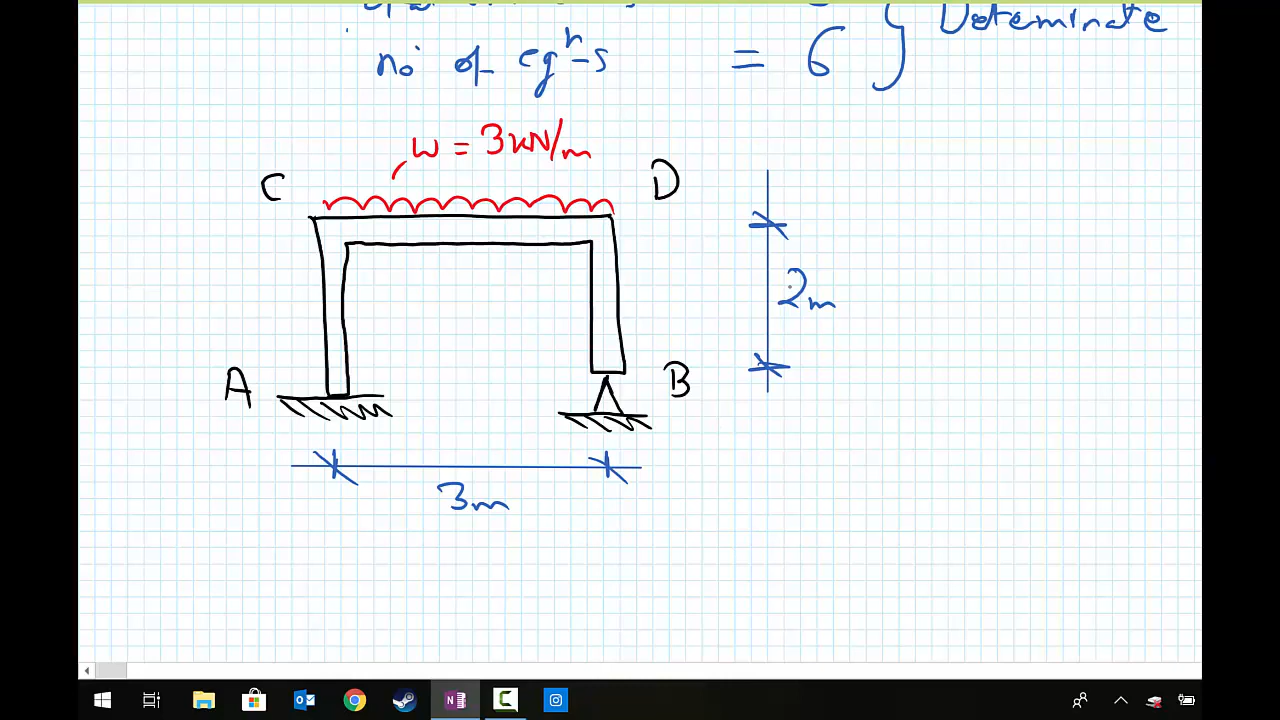 Determinate
no of eqn-s = 6
w = 3kN/m
C D
2m
A B
3m